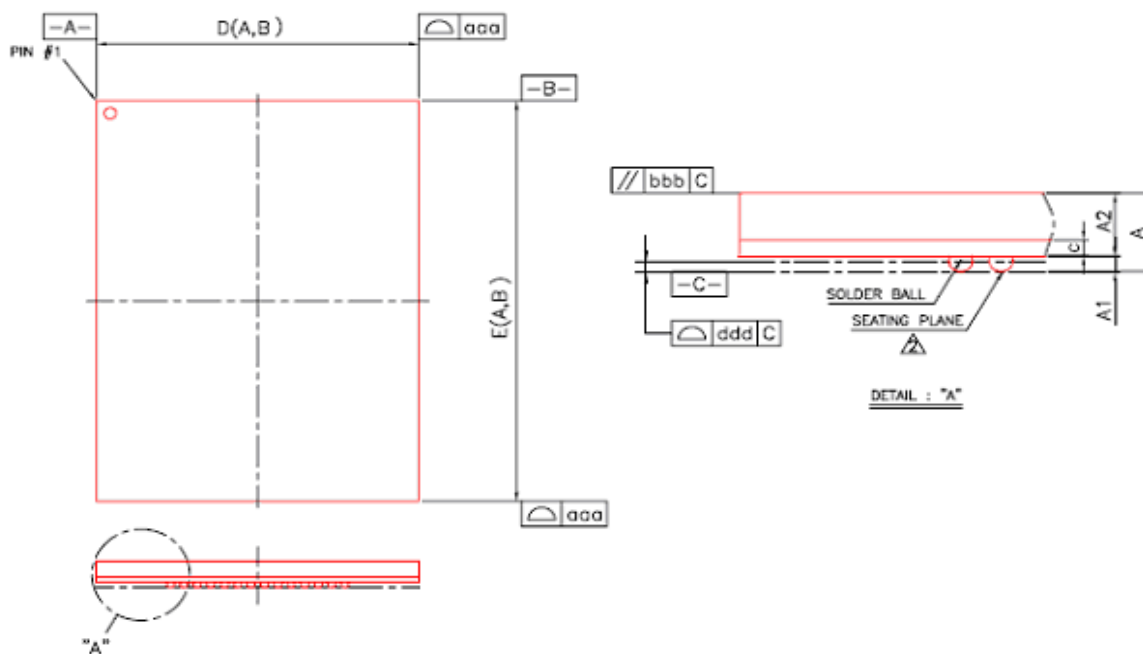 -A-
D(A,B)
⌓ aaa
PIN #1
-B-
E(A,B)
⌓ aaa
"A"
// bbb C
A2
A
c
-C-
SOLDER BALL
A1
SEATING PLANE
2
⌓ ddd C
DETAIL : "A"